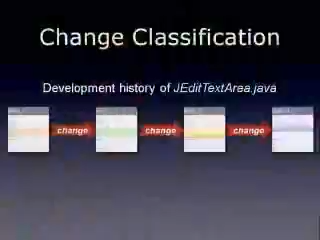 Change Classification
Development history of JEditTextArea.java
change change change